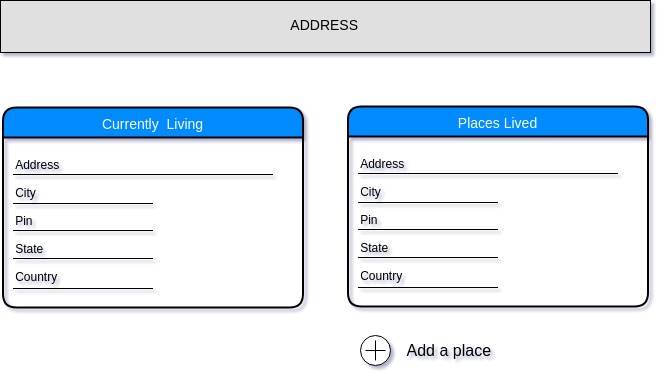 ADDRESS
Currently Living
Address
City
Pin
State
Country
Places Lived
Address
City
Pin
State
Country
Add a place